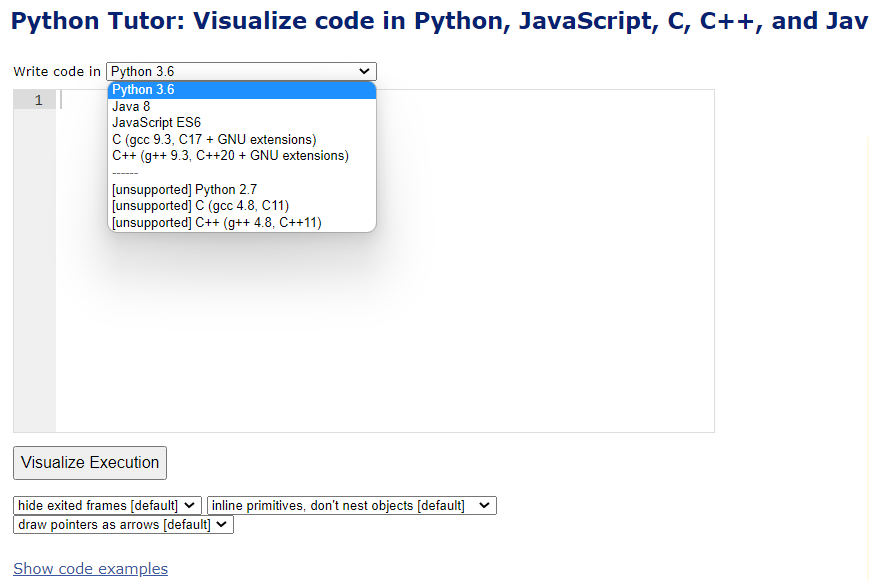 Python Tutor: Visualize code in Python, JavaScript, C, C++, and Jav
Write code in Python 3.6
Python 3.6
Java 8
JavaScript ES6
C (gcc 9.3, C17 + GNU extensions)
C++ (g++ 9.3, C++20 + GNU extensions)
------
[unsupported] Python 2.7
[unsupported] C (gcc 4.8, C11)
[unsupported] C++ (g++ 4.8, C++11)
1
Visualize Execution
hide exited frames [default] inline primitives, don't nest objects [default]
draw pointers as arrows [default]
Show code examples